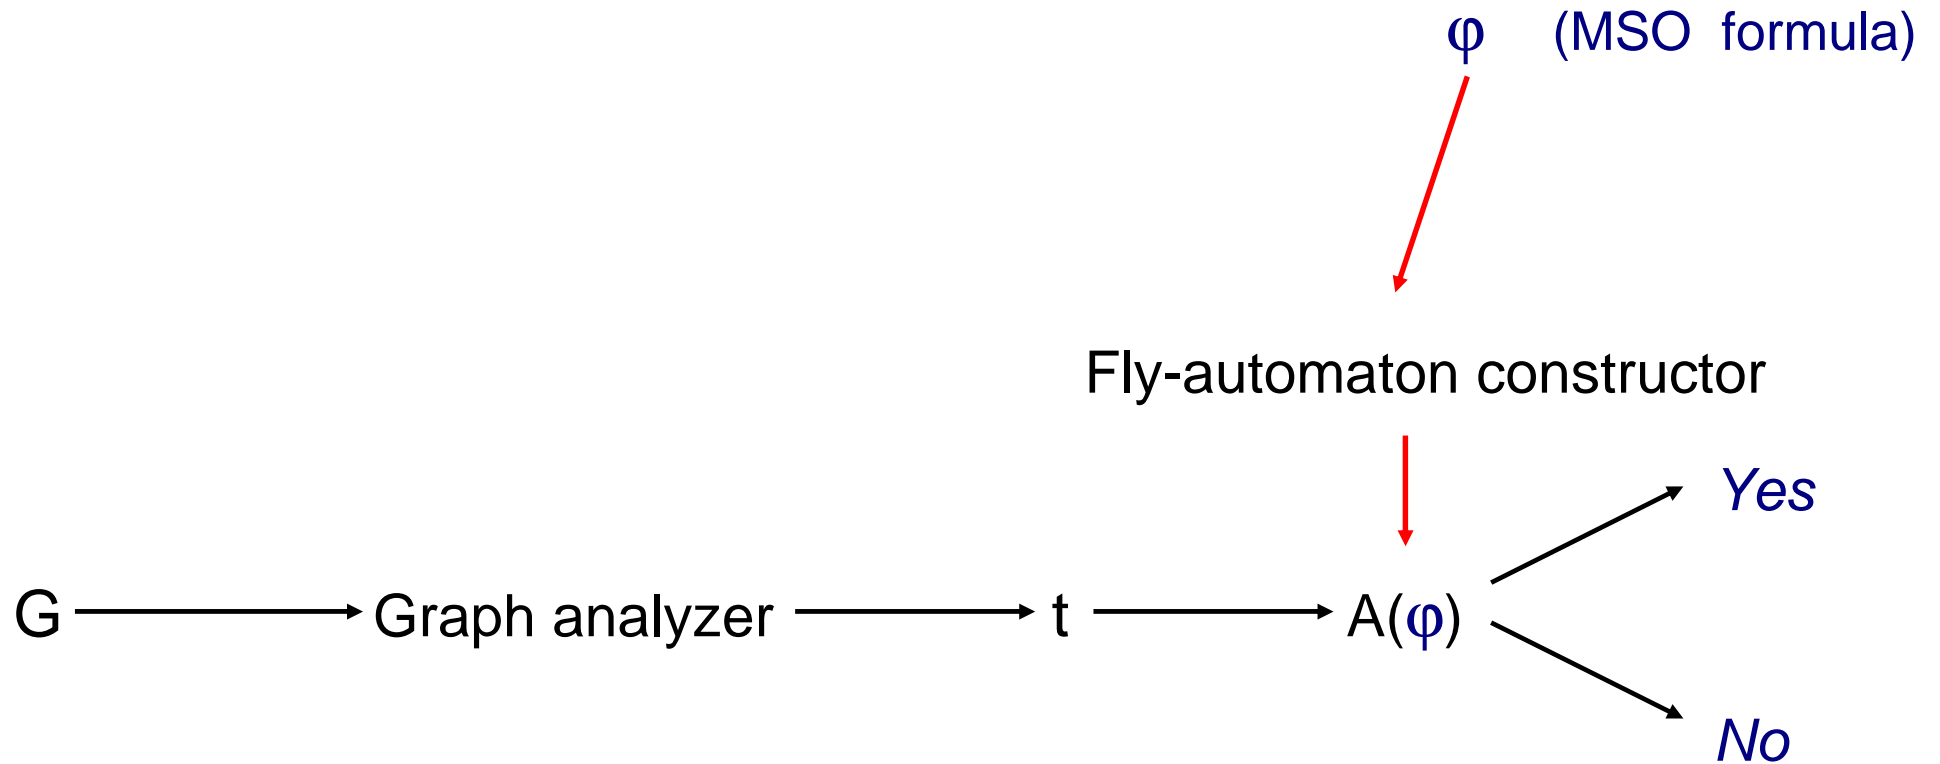 φ (MSO formula)
Fly-automaton constructor
Yes
G Graph analyzer t A(φ)
No